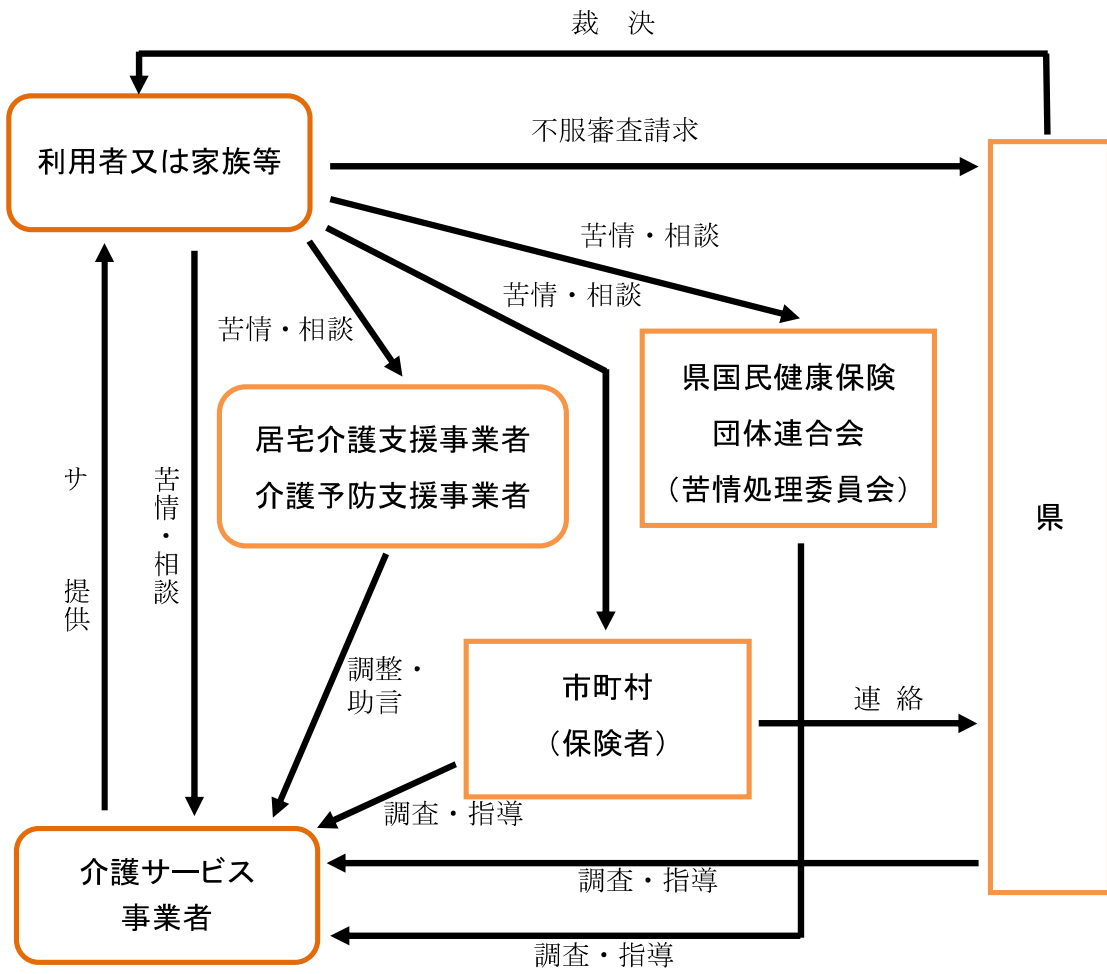 裁　決
不服審査請求
利用者又は家族等
苦情・相談
苦情・相談
苦情・相談
県国民健康保険
団体連合会
（苦情処理委員会）
居宅介護支援事業者
介護予防支援事業者
県
サ
提供
苦情・相談
調整・
助言
市町村
（保険者）
連 絡
調査・指導
介護サービス
事業者
調査・指導
調査・指導